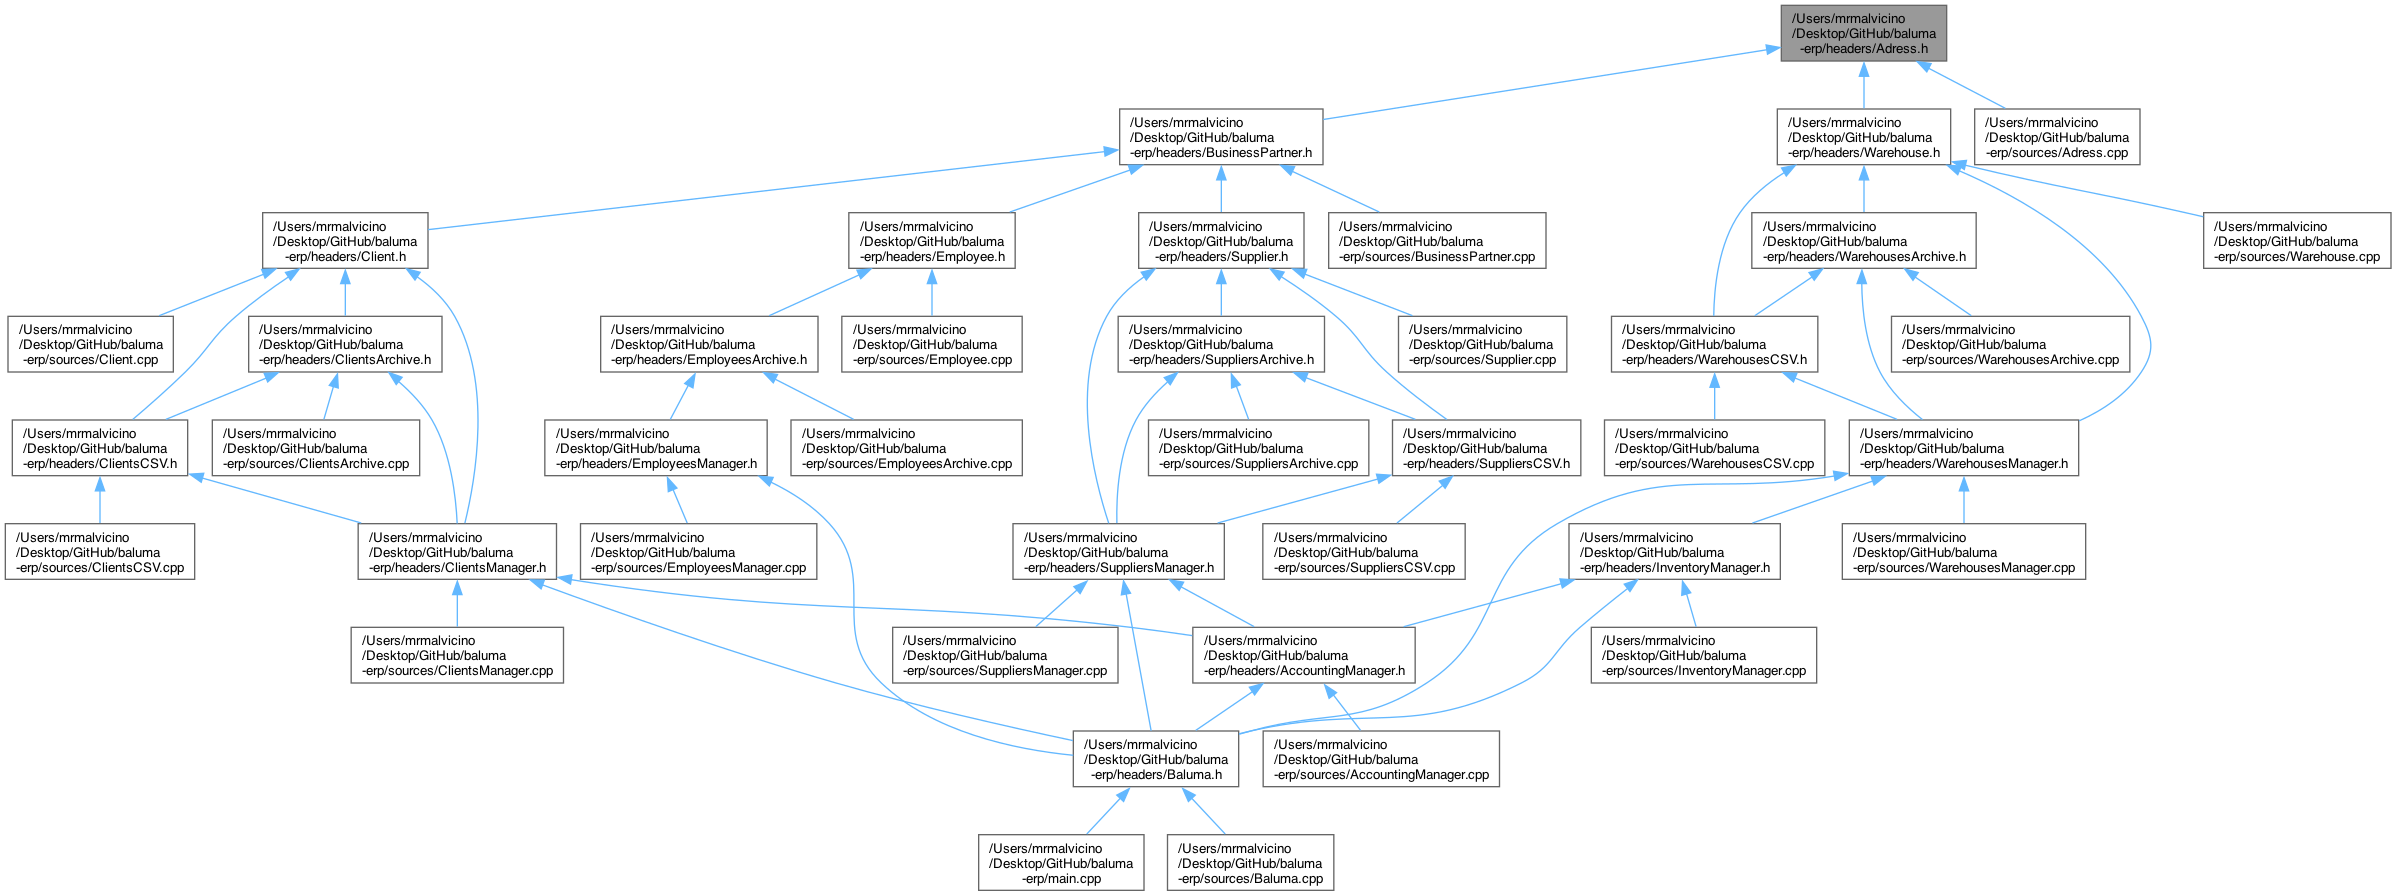 /Users/mrmalvicino
/Desktop/GitHub/baluma
-erp/headers/Adress.h
/Users/mrmalvicino
/Desktop/GitHub/baluma
-erp/headers/BusinessPartner.h
/Users/mrmalvicino
/Desktop/GitHub/baluma
-erp/headers/Warehouse.h
/Users/mrmalvicino
/Desktop/GitHub/baluma
-erp/sources/Adress.cpp
/Users/mrmalvicino
/Desktop/GitHub/baluma
-erp/headers/Client.h
/Users/mrmalvicino
/Desktop/GitHub/baluma
-erp/headers/Employee.h
/Users/mrmalvicino
/Desktop/GitHub/baluma
-erp/headers/Supplier.h
/Users/mrmalvicino
/Desktop/GitHub/baluma
-erp/sources/BusinessPartner.cpp
/Users/mrmalvicino
/Desktop/GitHub/baluma
-erp/headers/WarehousesArchive.h
/Users/mrmalvicino
/Desktop/GitHub/baluma
-erp/sources/Warehouse.cpp
/Users/mrmalvicino
/Desktop/GitHub/baluma
-erp/sources/Client.cpp
/Users/mrmalvicino
/Desktop/GitHub/baluma
-erp/headers/ClientsArchive.h
/Users/mrmalvicino
/Desktop/GitHub/baluma
-erp/headers/EmployeesArchive.h
/Users/mrmalvicino
/Desktop/GitHub/baluma
-erp/sources/Employee.cpp
/Users/mrmalvicino
/Desktop/GitHub/baluma
-erp/headers/SuppliersArchive.h
/Users/mrmalvicino
/Desktop/GitHub/baluma
-erp/sources/Supplier.cpp
/Users/mrmalvicino
/Desktop/GitHub/baluma
-erp/headers/WarehousesCSV.h
/Users/mrmalvicino
/Desktop/GitHub/baluma
-erp/sources/WarehousesArchive.cpp
/Users/mrmalvicino
/Desktop/GitHub/baluma
-erp/headers/ClientsCSV.h
/Users/mrmalvicino
/Desktop/GitHub/baluma
-erp/sources/ClientsArchive.cpp
/Users/mrmalvicino
/Desktop/GitHub/baluma
-erp/headers/EmployeesManager.h
/Users/mrmalvicino
/Desktop/GitHub/baluma
-erp/sources/EmployeesArchive.cpp
/Users/mrmalvicino
/Desktop/GitHub/baluma
-erp/sources/SuppliersArchive.cpp
/Users/mrmalvicino
/Desktop/GitHub/baluma
-erp/headers/SuppliersCSV.h
/Users/mrmalvicino
/Desktop/GitHub/baluma
-erp/sources/WarehousesCSV.cpp
/Users/mrmalvicino
/Desktop/GitHub/baluma
-erp/headers/WarehousesManager.h
/Users/mrmalvicino
/Desktop/GitHub/baluma
-erp/sources/ClientsCSV.cpp
/Users/mrmalvicino
/Desktop/GitHub/baluma
-erp/headers/ClientsManager.h
/Users/mrmalvicino
/Desktop/GitHub/baluma
-erp/sources/EmployeesManager.cpp
/Users/mrmalvicino
/Desktop/GitHub/baluma
-erp/headers/SuppliersManager.h
/Users/mrmalvicino
/Desktop/GitHub/baluma
-erp/sources/SuppliersCSV.cpp
/Users/mrmalvicino
/Desktop/GitHub/baluma
-erp/headers/InventoryManager.h
/Users/mrmalvicino
/Desktop/GitHub/baluma
-erp/sources/WarehousesManager.cpp
/Users/mrmalvicino
/Desktop/GitHub/baluma
-erp/sources/ClientsManager.cpp
/Users/mrmalvicino
/Desktop/GitHub/baluma
-erp/sources/SuppliersManager.cpp
/Users/mrmalvicino
/Desktop/GitHub/baluma
-erp/headers/AccountingManager.h
/Users/mrmalvicino
/Desktop/GitHub/baluma
-erp/sources/InventoryManager.cpp
/Users/mrmalvicino
/Desktop/GitHub/baluma
-erp/headers/Baluma.h
/Users/mrmalvicino
/Desktop/GitHub/baluma
-erp/sources/AccountingManager.cpp
/Users/mrmalvicino
/Desktop/GitHub/baluma
-erp/main.cpp
/Users/mrmalvicino
/Desktop/GitHub/baluma
-erp/sources/Baluma.cpp